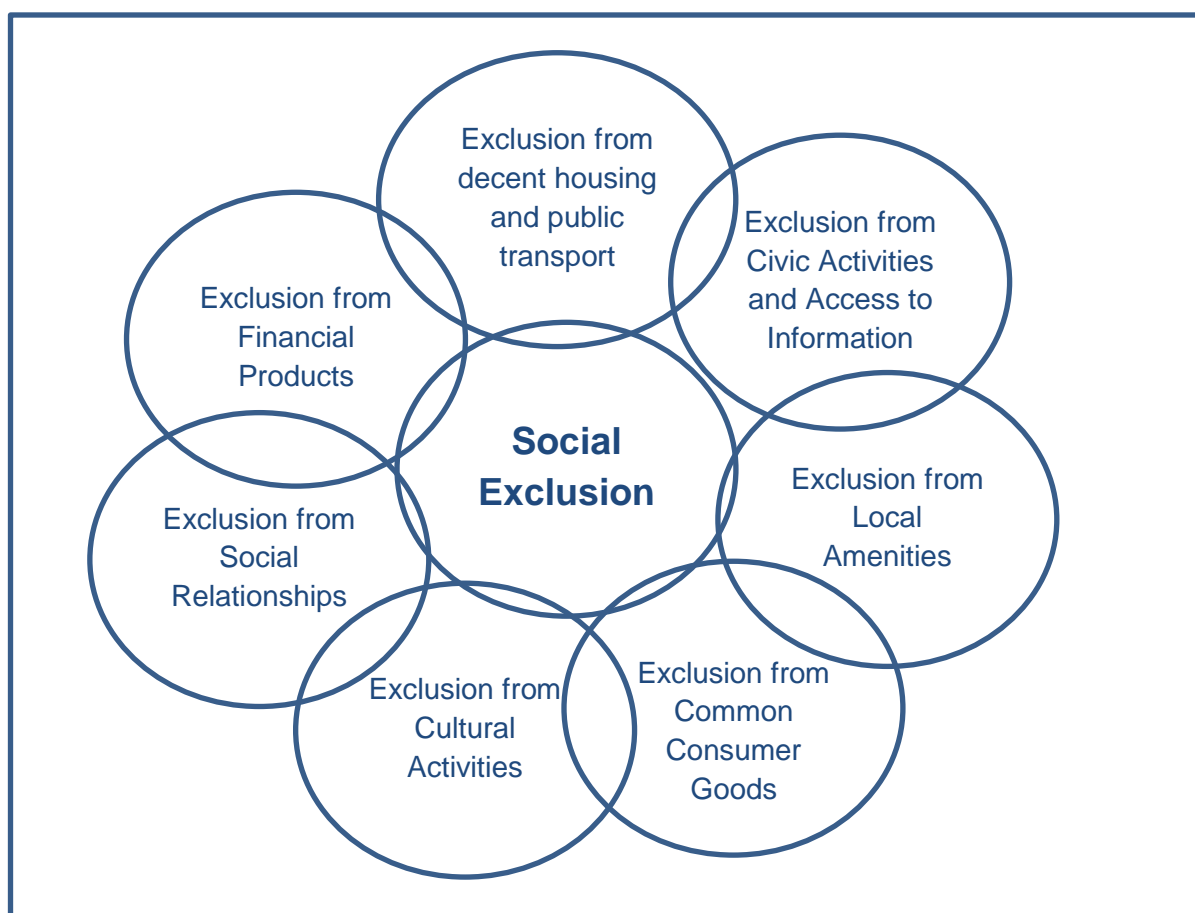 Exclusion from
decent housing
and public
transport
Exclusion from
Civic Activities
and Access to
Information
Exclusion from
Financial
Products
Social
Exclusion
Exclusion from
Local
Amenities
Exclusion from
Social
Relationships
Exclusion from
Cultural
Activities
Exclusion from
Common
Consumer
Goods